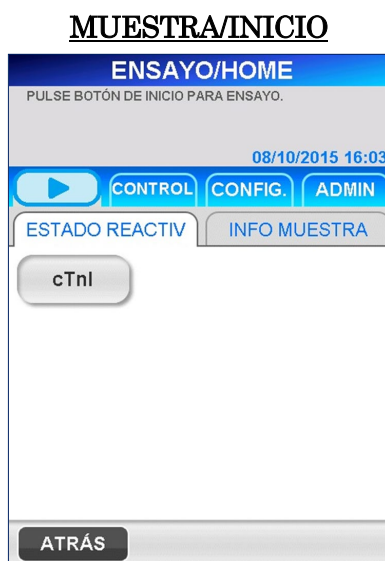 MUESTRA/INICIO
ENSAYO/HOME
PULSE BOTÓN DE INICIO PARA ENSAYO.
08/10/2015 16:03
CONTROL CONFIG. ADMIN
ESTADO REACTIV INFO MUESTRA
cTnI
ATRÁS